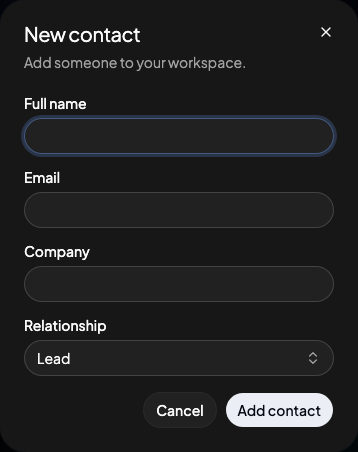 New contact
Add someone to your workspace.
Full name
Email
Company
Relationship
Lead
Cancel
Add contact